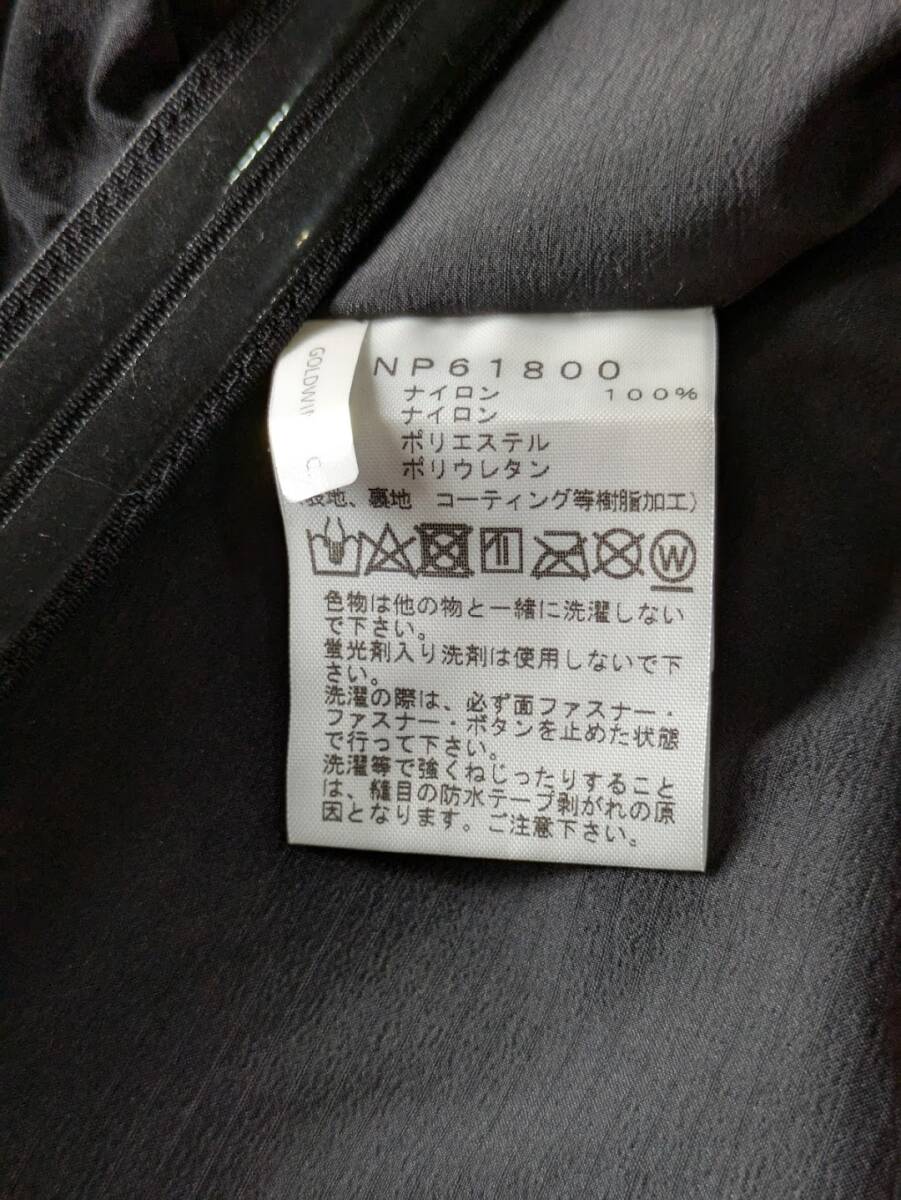 GOLDWIN
NP61800
ナイロン 100%
ナイロン
ポリエステル
ポリウレタン
表地、裏地 コーティング等樹脂加工)
W
色物は他の物と一緒に洗濯しない
で下さい。
蛍光剤入り洗剤は使用しないで下
さい。
洗濯の際は、必ず面ファスナー・
ファスナー・ボタンを止めた状態
で行って下さい。
洗濯等で強くねじったりすること
は、縫目の防水テープ剥がれの原
因となります。ご注意下さい。